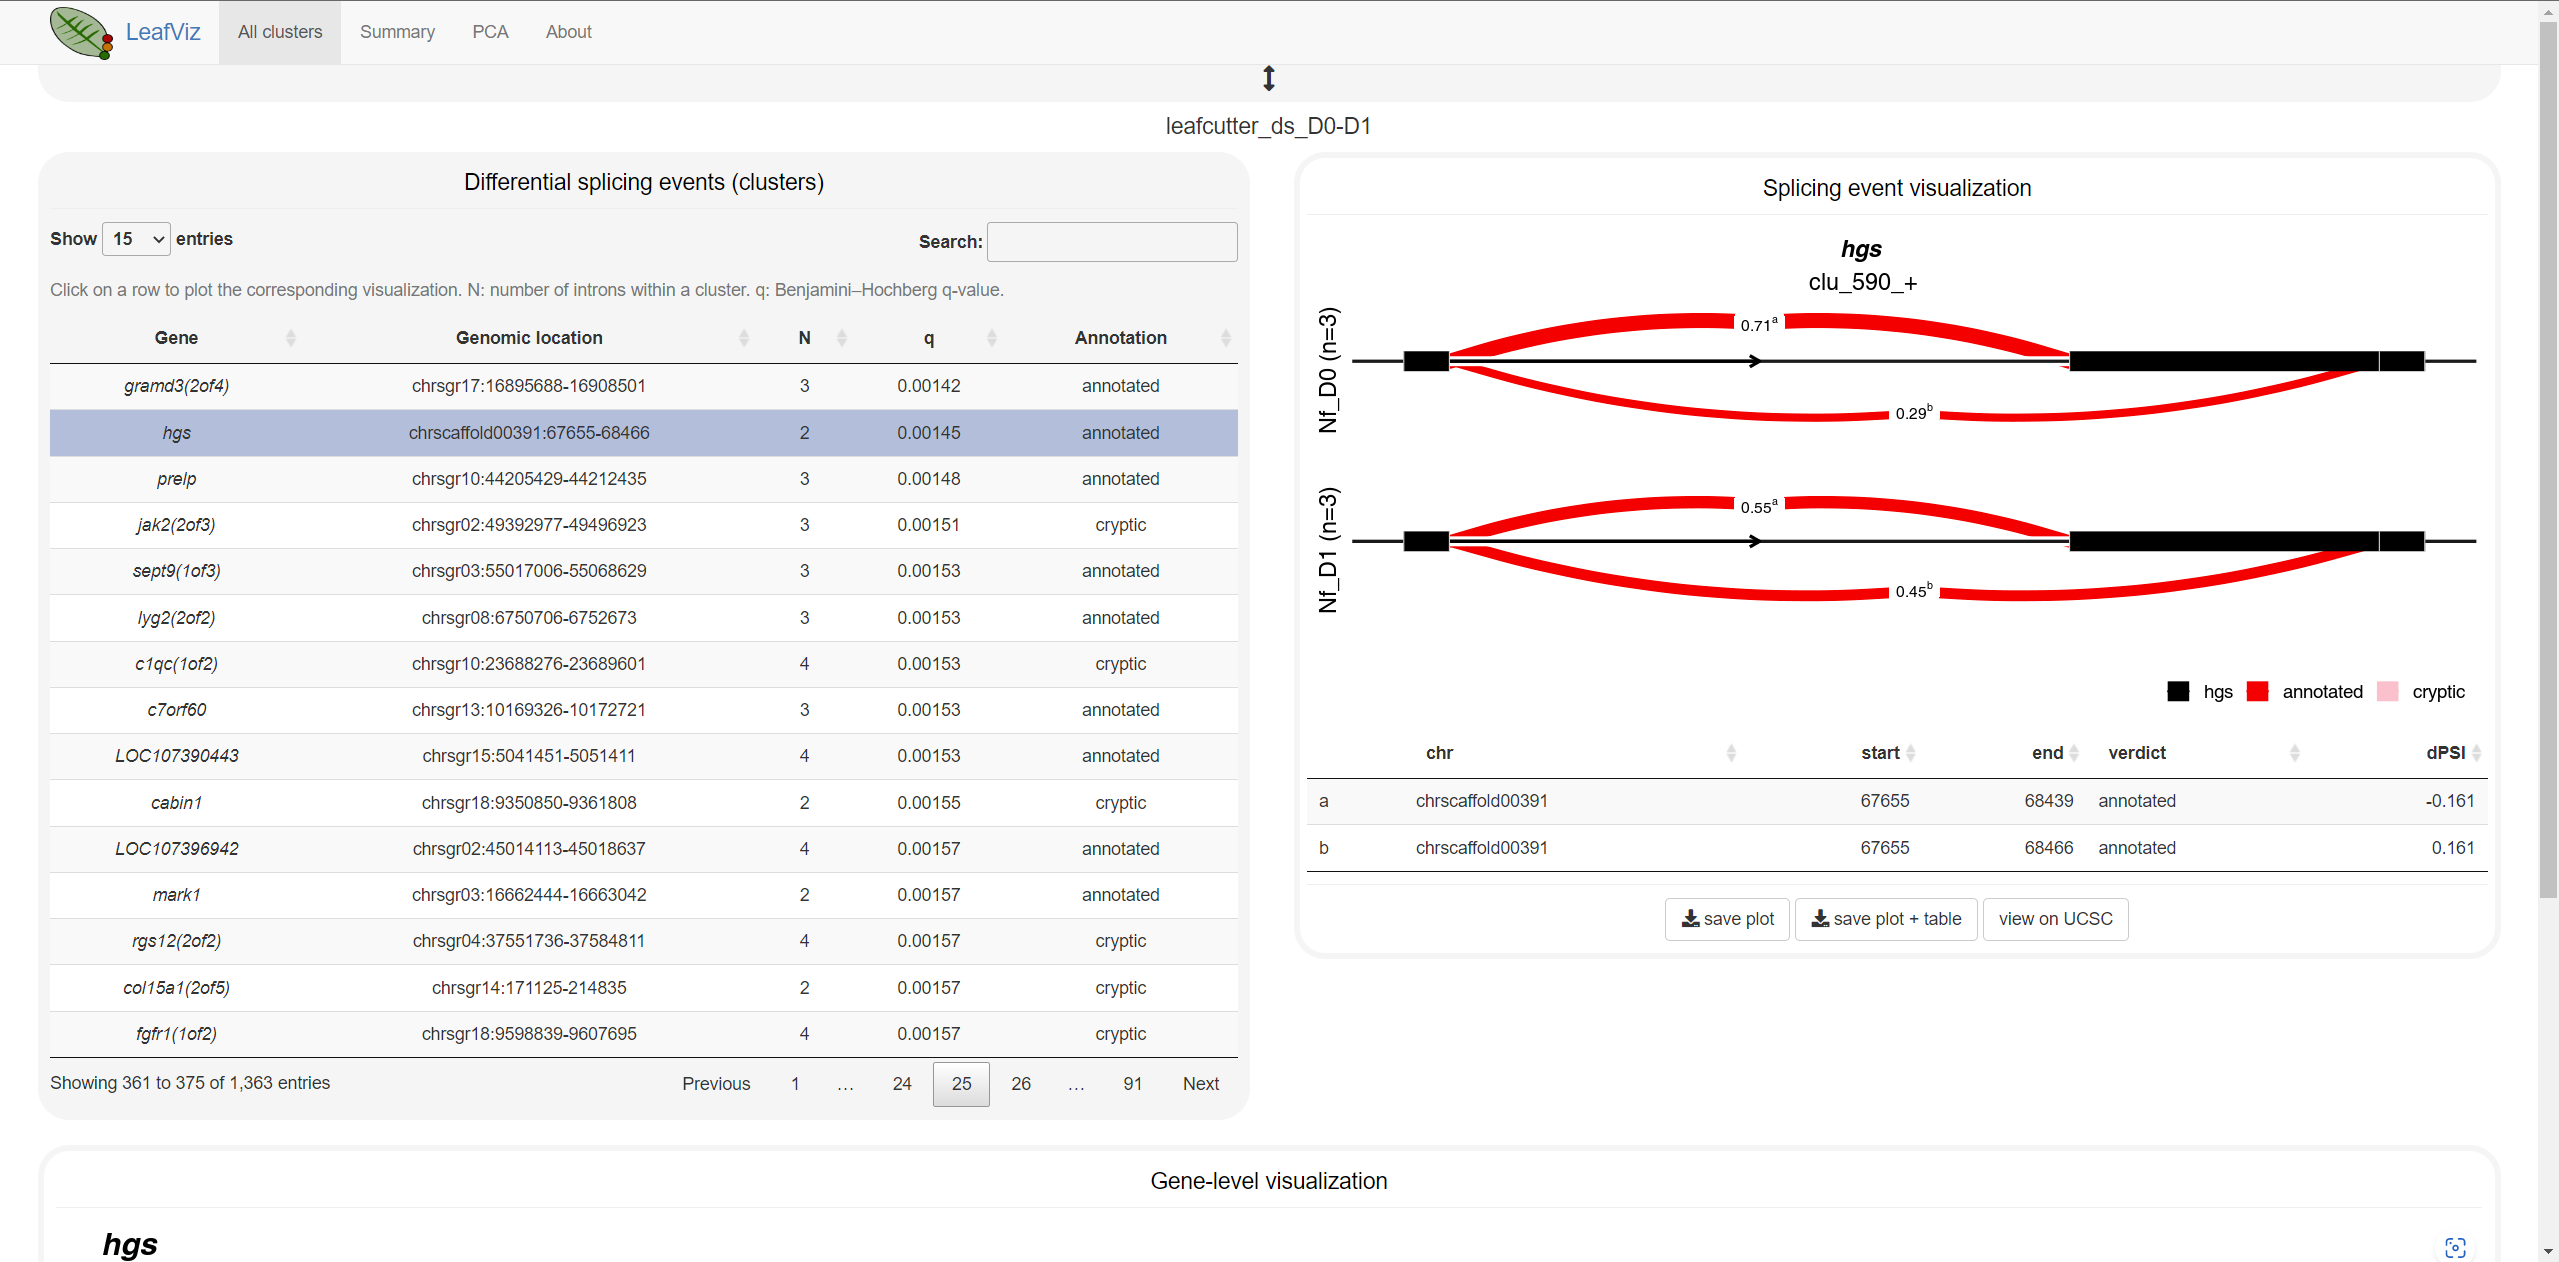 LeafViz All clusters Summary PCA About
leafcutter_ds_D0-D1
Differential splicing events (clusters)
Show 15 entries Search:
Click on a row to plot the corresponding visualization. N: number of introns within a cluster. q: Benjamini–Hochberg q-value.
Gene Genomic location N q Annotation
gramd3(2of4) chrsgr17:16895688-16908501 3 0.00142 annotated
hgs chrscaffold00391:67655-68466 2 0.00145 annotated
prelp chrsgr10:44205429-44212435 3 0.00148 annotated
jak2(2of3) chrsgr02:49392977-49496923 3 0.00151 cryptic
sept9(1of3) chrsgr03:55017006-55068629 3 0.00153 annotated
lyg2(2of2) chrsgr08:6750706-6752673 3 0.00153 annotated
c1qc(1of2) chrsgr10:23688276-23689601 4 0.00153 cryptic
c7orf60 chrsgr13:10169326-10172721 3 0.00153 annotated
LOC107390443 chrsgr15:5041451-5051411 4 0.00153 annotated
cabin1 chrsgr18:9350850-9361808 2 0.00155 cryptic
LOC107396942 chrsgr02:45014113-45018637 4 0.00157 annotated
mark1 chrsgr03:16662444-16663042 2 0.00157 annotated
rgs12(2of2) chrsgr04:37551736-37584811 4 0.00157 cryptic
col15a1(2of5) chrsgr14:171125-214835 2 0.00157 cryptic
fgfr1(1of2) chrsgr18:9598839-9607695 4 0.00157 cryptic
Showing 361 to 375 of 1,363 entries Previous 1 … 24 25 26 … 91 Next
Splicing event visualization
hgs
clu_590_+
Nf_D0 (n=3)
0.71a
0.29b
Nf_D1 (n=3)
0.55a
0.45b
hgs annotated cryptic
chr start end verdict dPSI
a chrscaffold00391 67655 68439 annotated -0.161
b chrscaffold00391 67655 68466 annotated 0.161
save plot save plot + table view on UCSC
Gene-level visualization
hgs